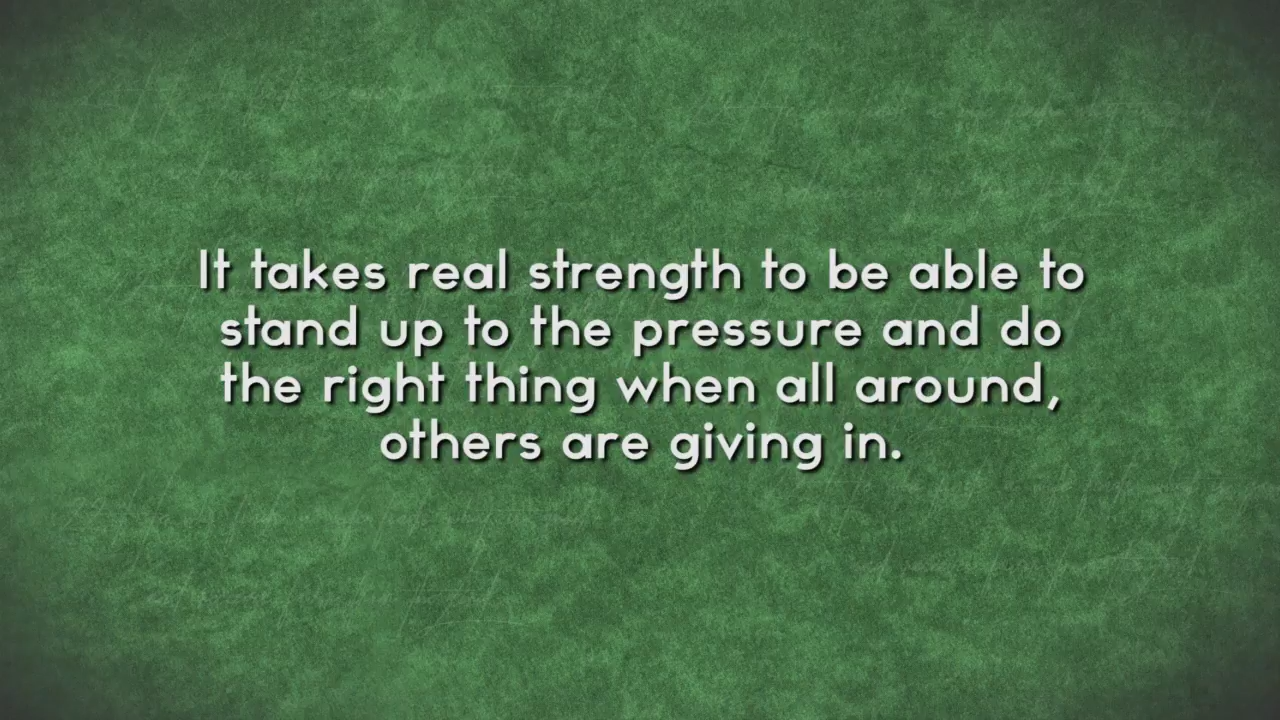 It takes real strength to be able to
stand up to the pressure and do
the right thing when all around,
others are giving in.